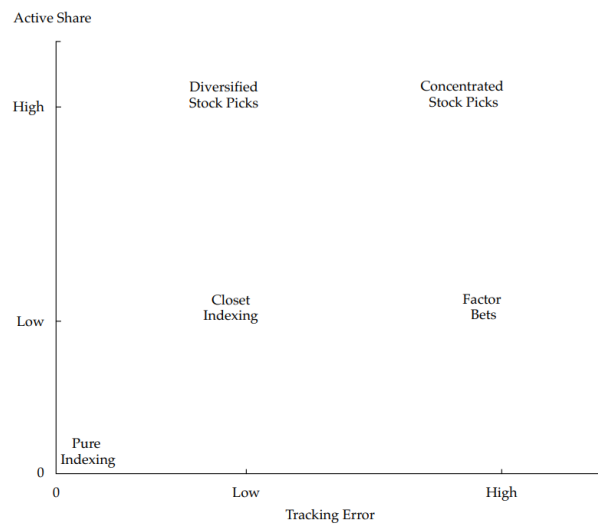 Active Share
Diversified
Stock Picks
Concentrated
Stock Picks
High
Closet
Indexing
Factor
Bets
Low
Pure
Indexing
0
0
Low
High
Tracking Error